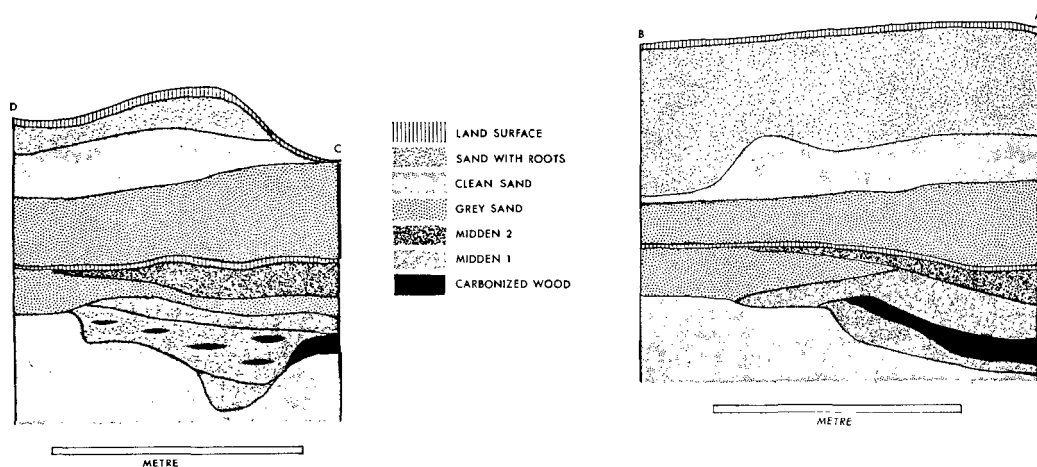 D
C
METRE
LAND SURFACE
SAND WITH ROOTS
CLEAN SAND
GREY SAND
MIDDEN 2
MIDDEN 1
CARBONIZED WOOD
B
A
METRE